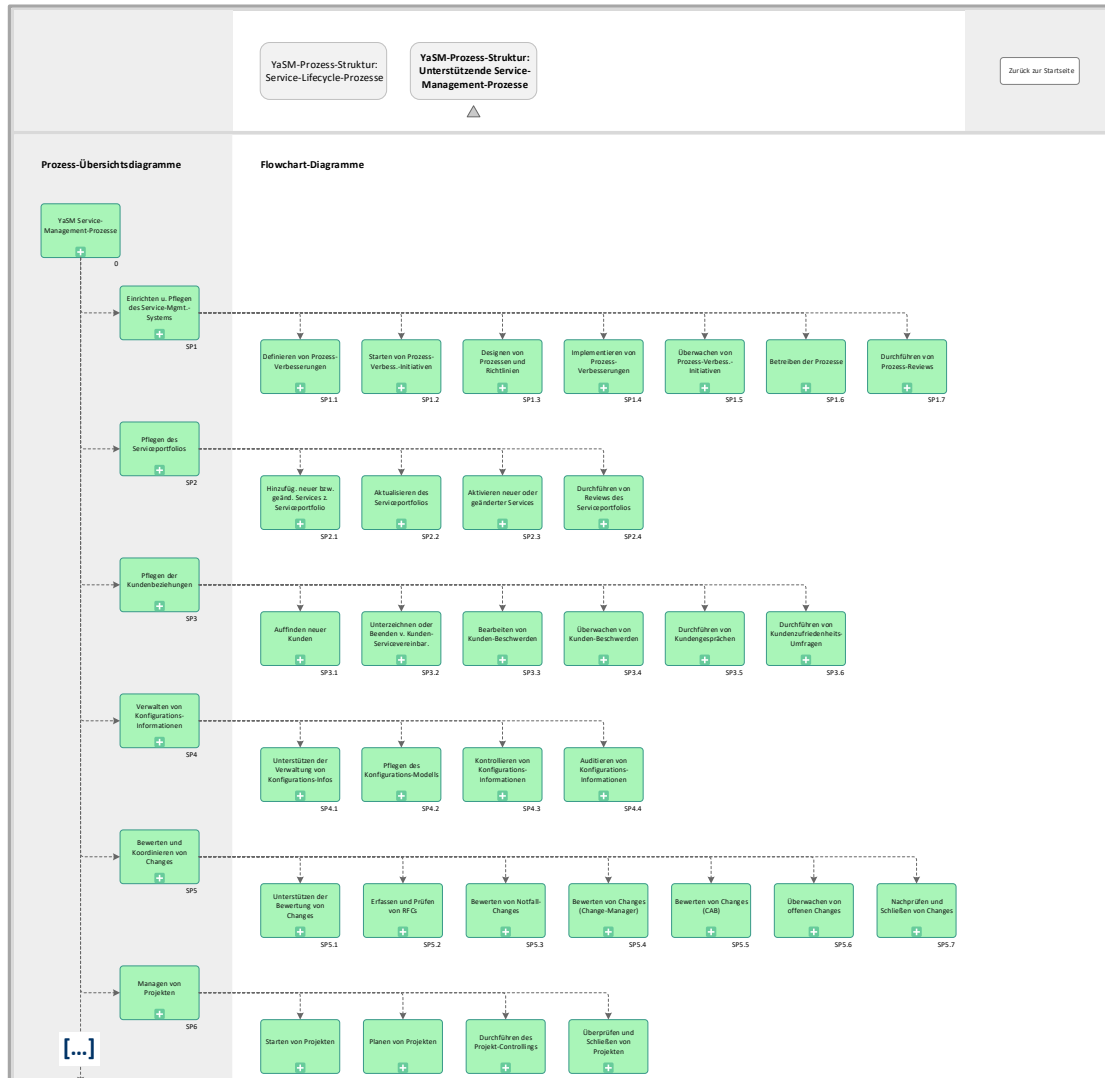 YaSM-Prozess-Struktur:
Service-Lifecycle-Prozesse
YaSM-Prozess-Struktur:
Unterstützende Service-
Management-Prozesse
Zurück zur Startseite
Prozess-Übersichtsdiagramme
Flowchart-Diagramme
YaSM Service-
Management-Prozesse
0
Einrichten u. Pflegen
des Service-Mgmt.-
Systems
SP1
Definieren von Prozess-
Verbesserungen
SP1.1
Starten von Prozess-
Verbess.-Initiativen
SP1.2
Designen von
Prozessen und
Richtlinien
SP1.3
Implementieren von
Prozess-
Verbesserungen
SP1.4
Überwachen von
Prozess-Verbess.-
Initiativen
SP1.5
Betreiben der Prozesse
SP1.6
Durchführen von
Prozess-Reviews
SP1.7
Pflegen des
Serviceportfolios
SP2
Hinzufüg. neuer bzw.
geänd. Services z.
Serviceportfolio
SP2.1
Aktualisieren des
Serviceportfolios
SP2.2
Aktivieren neuer oder
geänderter Services
SP2.3
Durchführen von
Reviews des
Serviceportfolios
SP2.4
Pflegen der
Kundenbeziehungen
SP3
Auffinden neuer
Kunden
SP3.1
Unterzeichnen oder
Beenden v. Kunden-
Servicevereinbar.
SP3.2
Bearbeiten von
Kunden-Beschwerden
SP3.3
Überwachen von
Kunden-Beschwerden
SP3.4
Durchführen von
Kundengesprächen
SP3.5
Durchführen von
Kundenzufriedenheits-
Umfragen
SP3.6
Verwalten von
Konfigurations-
Informationen
SP4
Unterstützen der
Verwaltung von
Konfigurations-Infos
SP4.1
Pflegen des
Konfigurations-Modells
SP4.2
Kontrollieren von
Konfigurations-
Informationen
SP4.3
Auditieren von
Konfigurations-
Informationen
SP4.4
Bewerten und
Koordinieren von
Changes
SP5
Unterstützen der
Bewertung von
Changes
SP5.1
Erfassen und Prüfen
von RFCs
SP5.2
Bewerten von Notfall-
Changes
SP5.3
Bewerten von Changes
(Change-Manager)
SP5.4
Bewerten von Changes
(CAB)
SP5.5
Überwachen von
offenen Changes
SP5.6
Nachprüfen und
Schließen von Changes
SP5.7
Managen von
Projekten
SP6
Starten von Projekten
Planen von Projekten
Durchführen des
Projekt-Controllings
Überprüfen und
Schließen von
Projekten
[...]